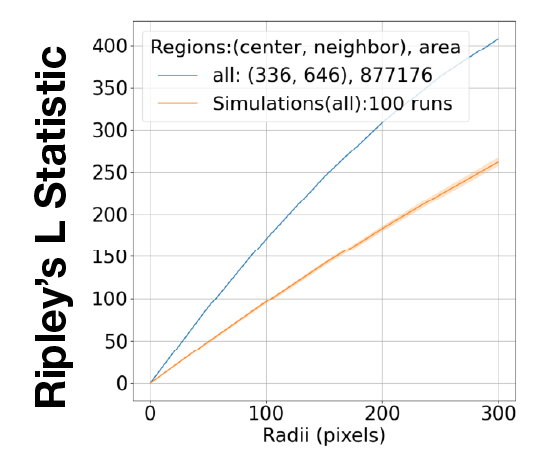 Ripley's L Statistic
400
350
300
250
200
150
100
50
0
Regions:(center, neighbor), area
all: (336, 646), 877176
Simulations(all):100 runs
0 100 200 300
Radii (pixels)